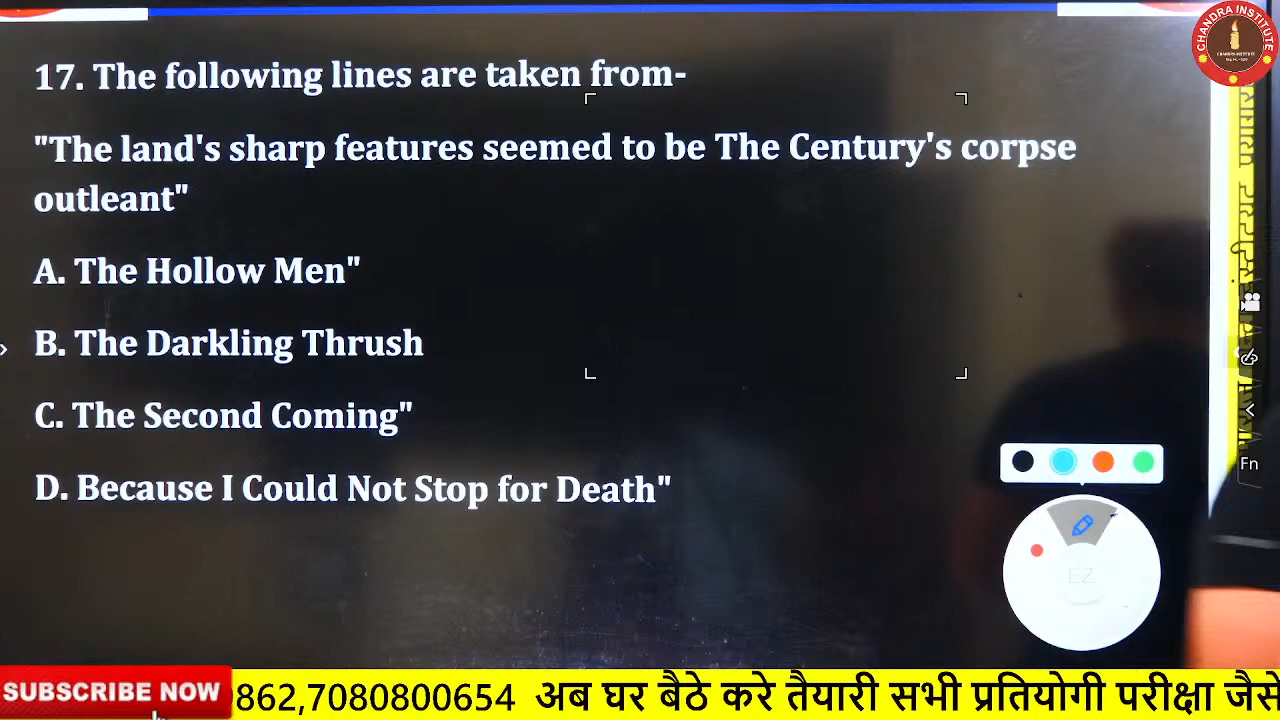 CHANDRA INSTITUTE
17. The following lines are taken from-
"The land's sharp features seemed to be The Century's corpse
outleant"
A. The Hollow Men"
B. The Darkling Thrush
C. The Second Coming"
D. Because I Could Not Stop for Death"
Fn
EZ
SUBSCRIBE NOW
9862,7080800654 अब घर बैठे करे तैयारी सभी प्रतियोगी परीक्षा जैसे